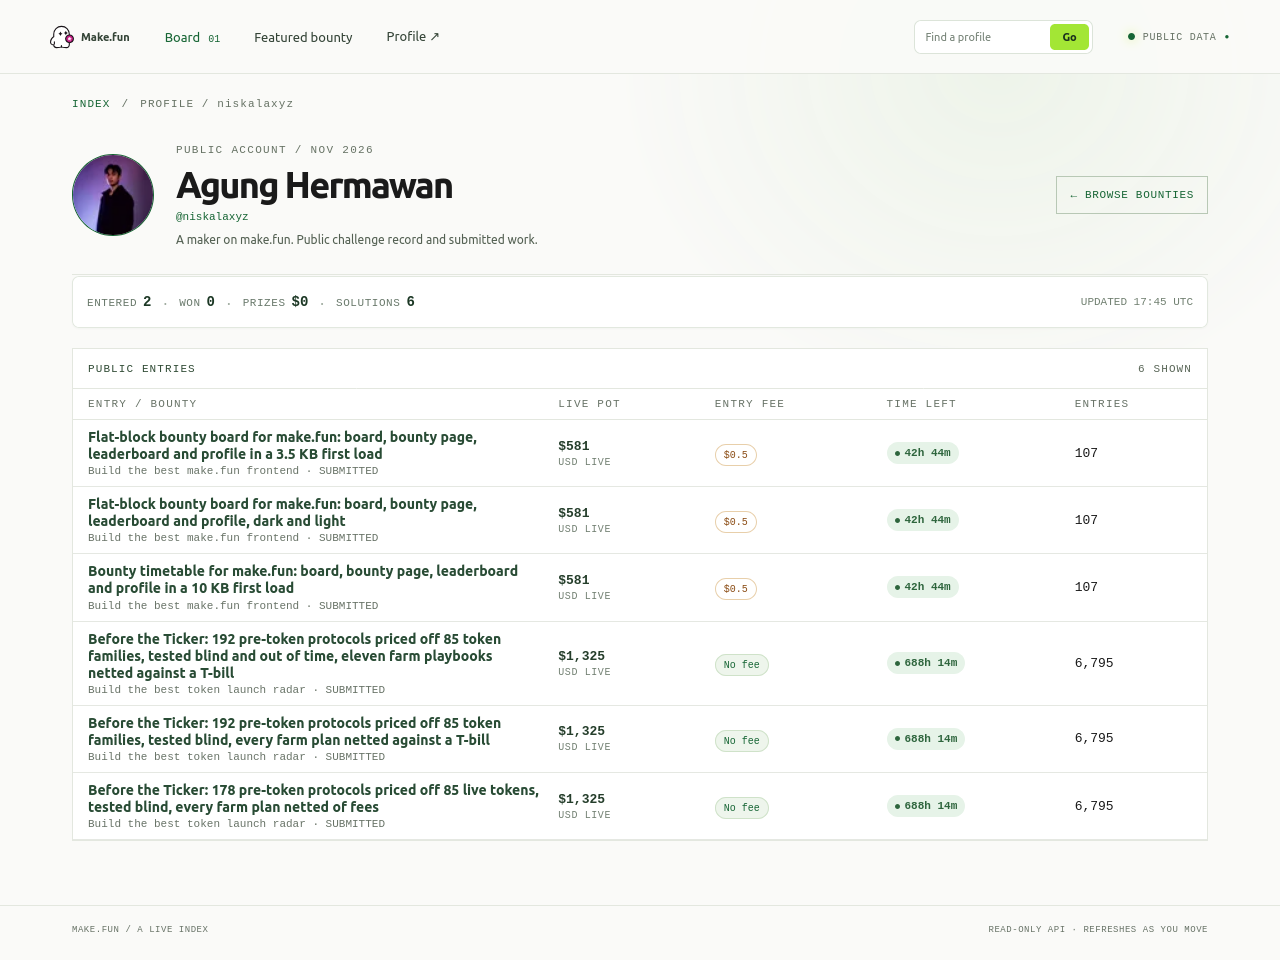 Make.fun
Board 01
Featured bounty
Profile ↗
Find a profile
Go
● PUBLIC DATA •
INDEX / PROFILE / niskalaxyz
PUBLIC ACCOUNT / NOV 2026
Agung Hermawan
@niskalaxyz
A maker on make.fun. Public challenge record and submitted work.
← BROWSE BOUNTIES
ENTERED 2 · WON 0 · PRIZES $0 · SOLUTIONS 6
UPDATED 17:45 UTC
PUBLIC ENTRIES
6 SHOWN
ENTRY / BOUNTY LIVE POT ENTRY FEE TIME LEFT ENTRIES
Flat-block bounty board for make.fun: board, bounty page,
leaderboard and profile in a 3.5 KB first load
Build the best make.fun frontend · SUBMITTED
$581
USD LIVE
$0.5
● 42h 44m
107
Flat-block bounty board for make.fun: board, bounty page,
leaderboard and profile, dark and light
Build the best make.fun frontend · SUBMITTED
$581
USD LIVE
$0.5
● 42h 44m
107
Bounty timetable for make.fun: board, bounty page, leaderboard
and profile in a 10 KB first load
Build the best make.fun frontend · SUBMITTED
$581
USD LIVE
$0.5
● 42h 44m
107
Before the Ticker: 192 pre-token protocols priced off 85 token
families, tested blind and out of time, eleven farm playbooks
netted against a T-bill
Build the best token launch radar · SUBMITTED
$1,325
USD LIVE
No fee
● 688h 14m
6,795
Before the Ticker: 192 pre-token protocols priced off 85 token
families, tested blind, every farm plan netted against a T-bill
Build the best token launch radar · SUBMITTED
$1,325
USD LIVE
No fee
● 688h 14m
6,795
Before the Ticker: 178 pre-token protocols priced off 85 live tokens,
tested blind, every farm plan netted of fees
Build the best token launch radar · SUBMITTED
$1,325
USD LIVE
No fee
● 688h 14m
6,795
MAKE.FUN / A LIVE INDEX
READ-ONLY API · REFRESHES AS YOU MOVE